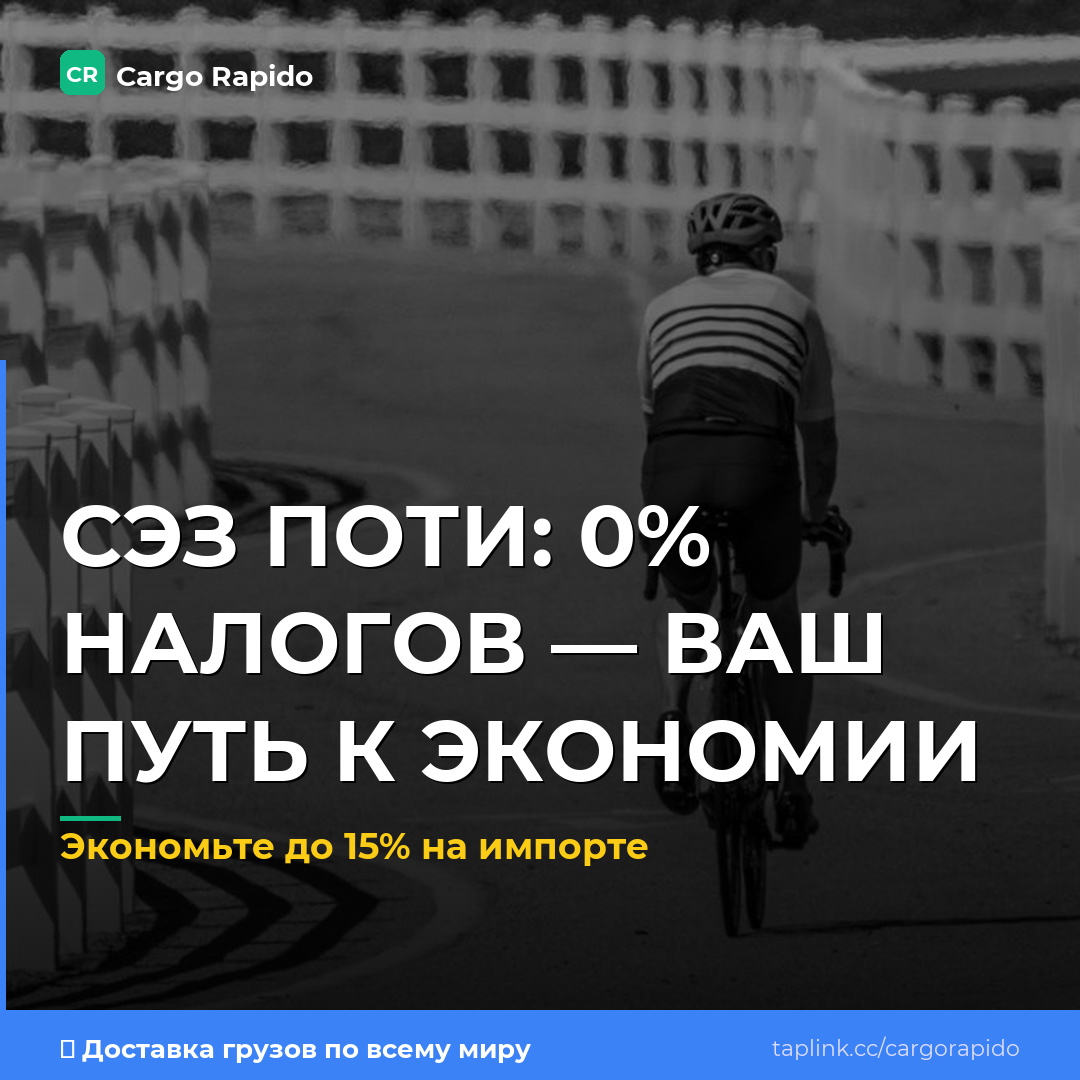 CR Cargo Rapido
СЭЗ ПОТИ: 0%
НАЛОГОВ — ВАШ
ПУТЬ К ЭКОНОМИИ
Экономьте до 15% на импорте
Доставка грузов по всему миру
taplink.cc/cargorapido